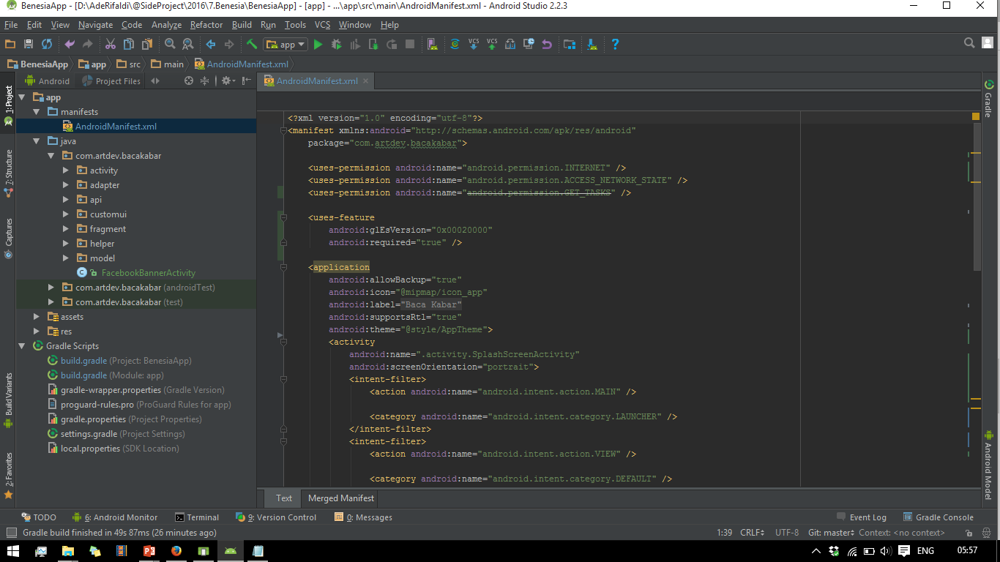 BenesiaApp - [D:\AdeRifaldi\@SideProject\2016\7.Benesia\BenesiaApp] - [app] - ...\app\src\main\AndroidManifest.xml - Android Studio 2.2.3
File Edit View Navigate Code Analyze Refactor Build Run Tools VCS Window Help
app VCS VCS ?
BenesiaApp app src main AndroidManifest.xml
Android Project Files AndroidManifest.xml
1: Project
7: Structure
Captures
Build Variants
2: Favorites
app
manifests
AndroidManifest.xml
java
com.artdev.bacakabar
activity
adapter
api
customui
fragment
helper
model
C FacebookBannerActivity
com.artdev.bacakabar (androidTest)
com.artdev.bacakabar (test)
assets
res
Gradle Scripts
build.gradle (Project: BenesiaApp)
build.gradle (Module: app)
gradle-wrapper.properties (Gradle Version)
proguard-rules.pro (ProGuard Rules for app)
gradle.properties (Project Properties)
settings.gradle (Project Settings)
local.properties (SDK Location)
<?xml version="1.0" encoding="utf-8"?>
<manifest xmlns:android="http://schemas.android.com/apk/res/android"
package="com.artdev.bacakabar">
<uses-permission android:name="android.permission.INTERNET" />
<uses-permission android:name="android.permission.ACCESS_NETWORK_STATE" />
<uses-permission android:name="android.permission.GET_TASKS" />
<uses-feature
android:glEsVersion="0x00020000"
android:required="true" />
<application
android:allowBackup="true"
android:icon="@mipmap/icon_app"
android:label="Baca Kabar"
android:supportsRtl="true"
android:theme="@style/AppTheme">
<activity
android:name=".activity.SplashScreenActivity"
android:screenOrientation="portrait">
<intent-filter>
<action android:name="android.intent.action.MAIN" />
<category android:name="android.intent.category.LAUNCHER" />
</intent-filter>
<intent-filter>
<action android:name="android.intent.action.VIEW" />
<category android:name="android.intent.category.DEFAULT" />
Gradle
Android Model
Text Merged Manifest
TODO 6: Android Monitor Terminal 9: Version Control 0: Messages Event Log Gradle Console
Gradle build finished in 49s 87ms (26 minutes ago) 1:39 CRLF UTF-8 Git: master Context: <no context>
ENG 05:57